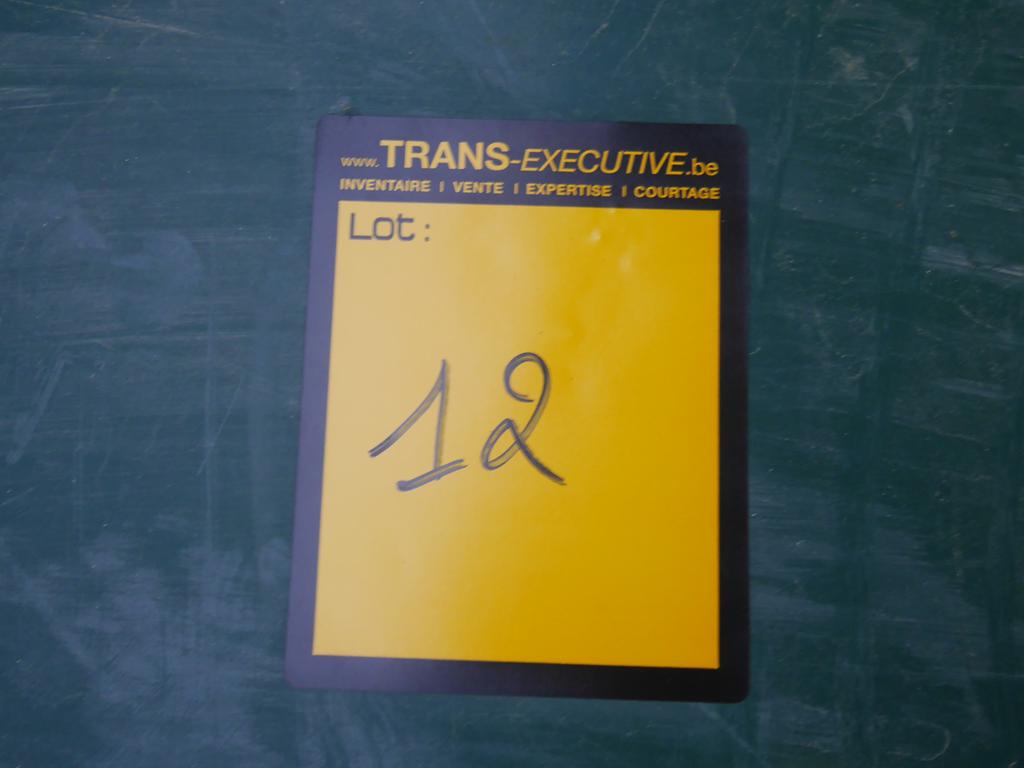 www.TRANS-EXECUTIVE.be
INVENTAIRE I VENTE I EXPERTISE I COURTAGE
Lot:
12